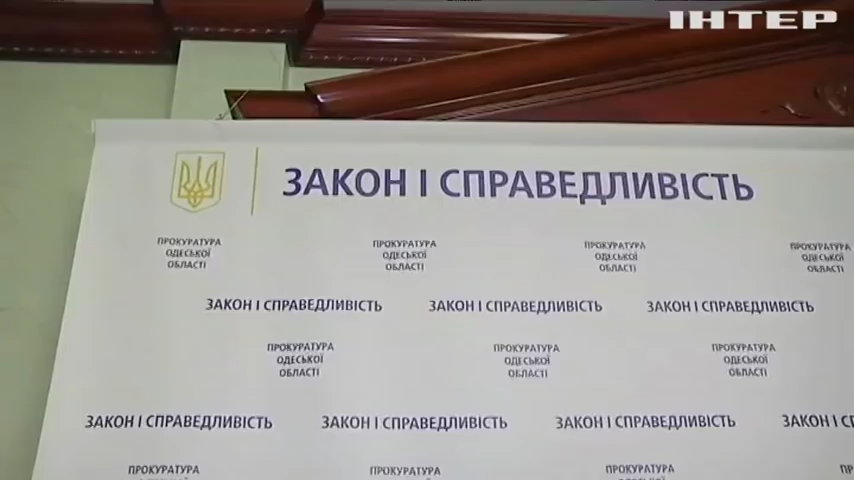 ІНТЕР
ЗАКОН І СПРАВЕДЛИВІСТЬ
ПРОКУРАТУРА
ОДЕСЬКОЇ
ОБЛАСТІ
ПРОКУРАТУРА
ОДЕСЬКОЇ
ОБЛАСТІ
ПРОКУРАТУРА
ОДЕСЬКОЇ
ОБЛАСТІ
ПРОКУРАТУРА
ОДЕСЬКОЇ
ОБЛАСТІ
ЗАКОН І СПРАВЕДЛИВІСТЬ
ЗАКОН І СПРАВЕДЛИВІСТЬ
ЗАКОН І СПРАВЕДЛИВІСТЬ
ПРОКУРАТУРА
ОДЕСЬКОЇ
ОБЛАСТІ
ПРОКУРАТУРА
ОДЕСЬКОЇ
ОБЛАСТІ
ПРОКУРАТУРА
ОДЕСЬКОЇ
ОБЛАСТІ
ЗАКОН І СПРАВЕДЛИВІСТЬ
ЗАКОН І СПРАВЕДЛИВІСТЬ
ЗАКОН І СПРАВЕДЛИВІСТЬ
ЗАКОН І
ПРОКУРАТУРА
ПРОКУРАТУРА
ПРОКУРАТУРА